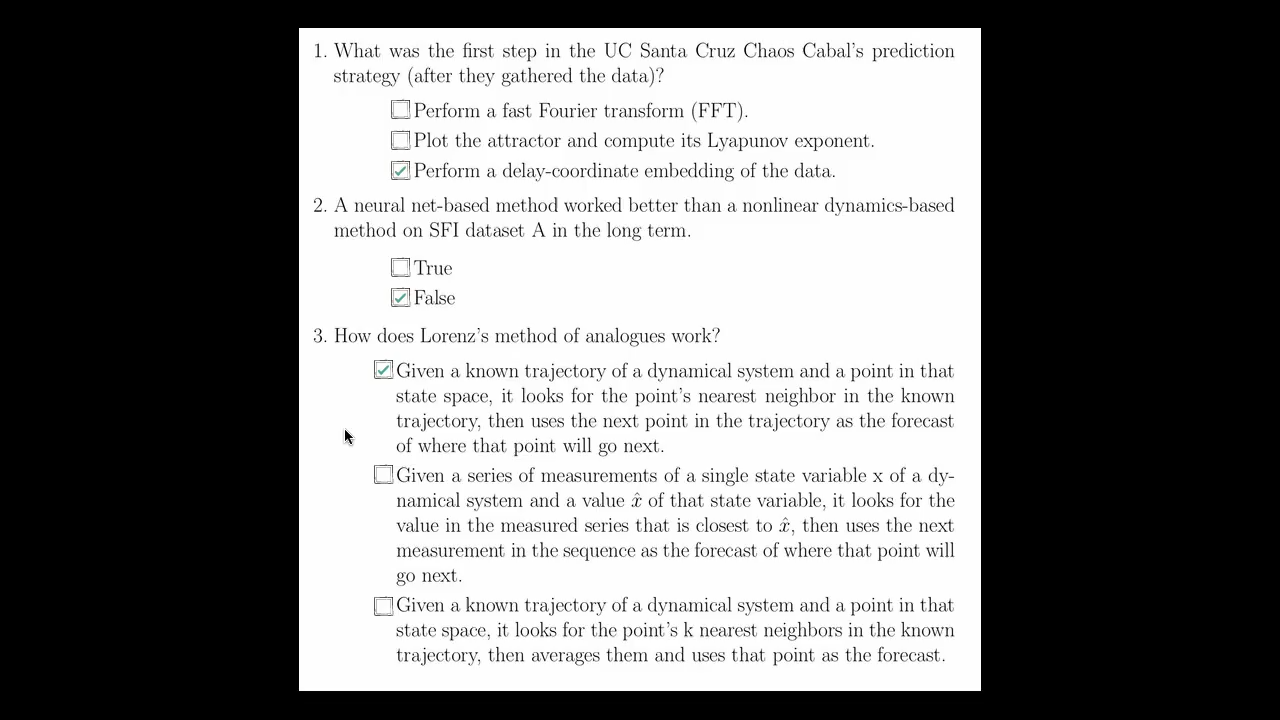 1. What was the first step in the UC Santa Cruz Chaos Cabal's prediction
strategy (after they gathered the data)?
Perform a fast Fourier transform (FFT).
Plot the attractor and compute its Lyapunov exponent.
Perform a delay-coordinate embedding of the data.
2. A neural net-based method worked better than a nonlinear dynamics-based
method on SFI dataset A in the long term.
True
False
3. How does Lorenz's method of analogues work?
Given a known trajectory of a dynamical system and a point in that
state space, it looks for the point's nearest neighbor in the known
trajectory, then uses the next point in the trajectory as the forecast
of where that point will go next.
Given a series of measurements of a single state variable x of a dy-
namical system and a value x̂ of that state variable, it looks for the
value in the measured series that is closest to x̂, then uses the next
measurement in the sequence as the forecast of where that point will
go next.
Given a known trajectory of a dynamical system and a point in that
state space, it looks for the point's k nearest neighbors in the known
trajectory, then averages them and uses that point as the forecast.